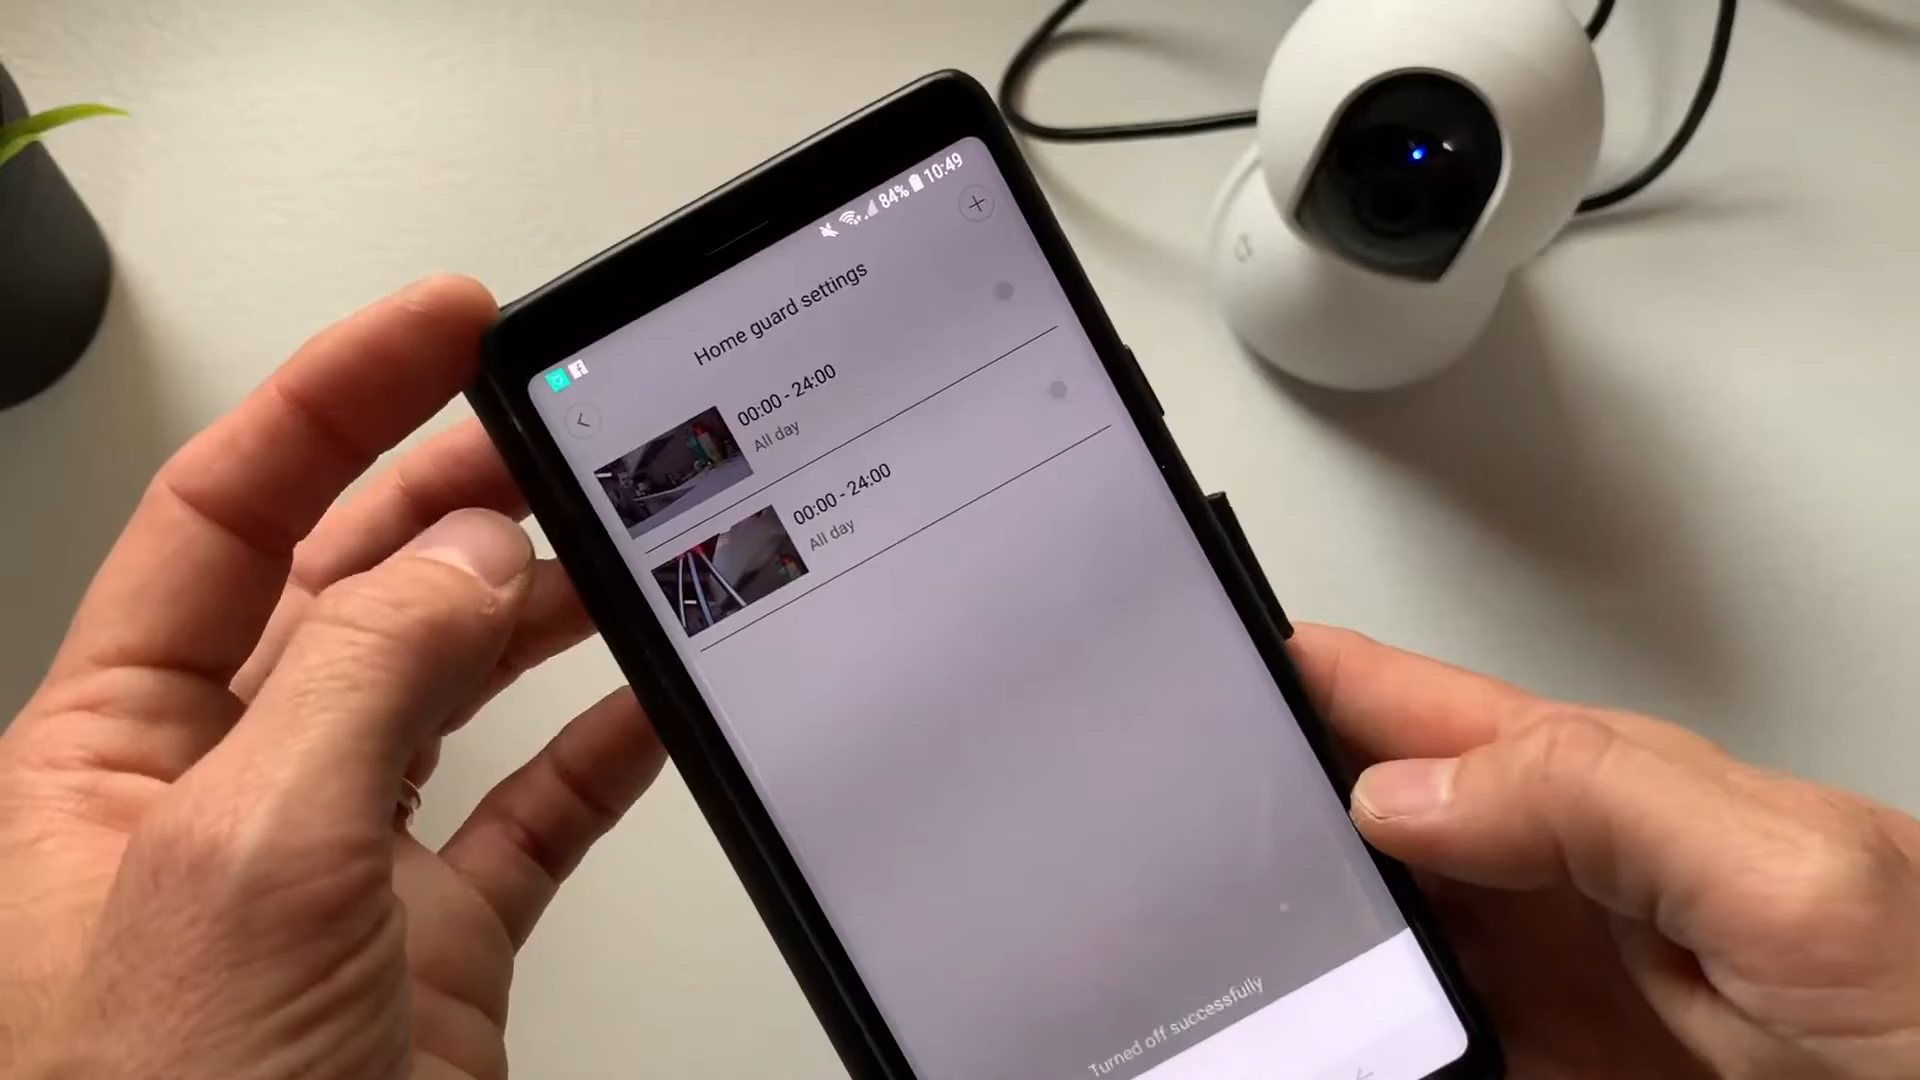 84% 10:49
Home guard settings
00:00 - 24:00
All day
00:00 - 24:00
All day
Turned off successfully